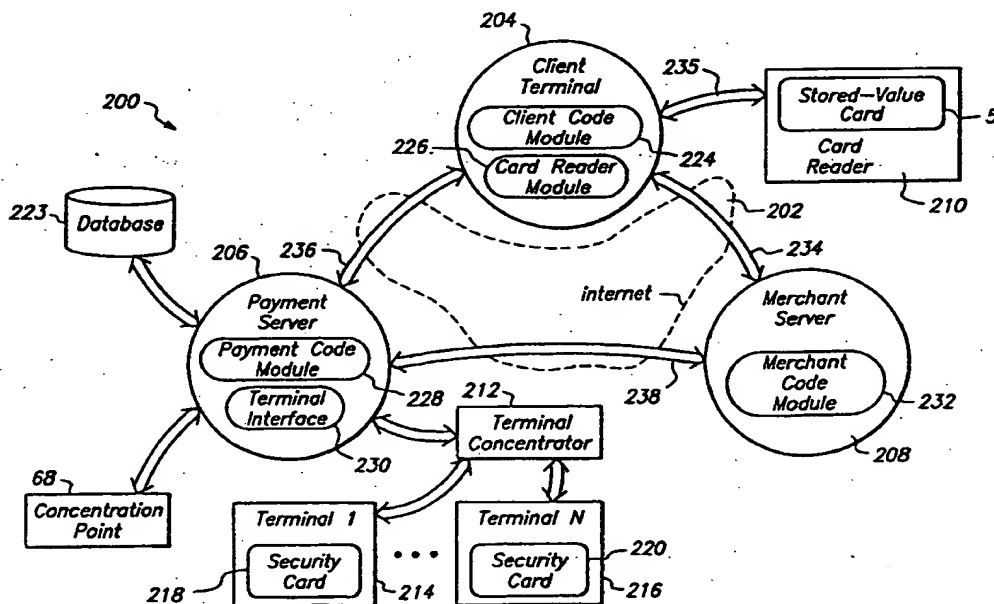 204
Client
Terminal
235
200
Client Code
Module
Stored-Value
Card
5
226
224
Card Reader
Module
Card
Reader
210
202
223
Database
206
236
234
internet
Payment
Server
Merchant
Server
Payment Code
Module
228
212
238
Merchant
Code
Module
232
Terminal
Interface
230
Terminal
Concentrator
208
68
Concentration
Point
Terminal 1
Terminal N
220
Security
Card
Security
Card
218
214
216